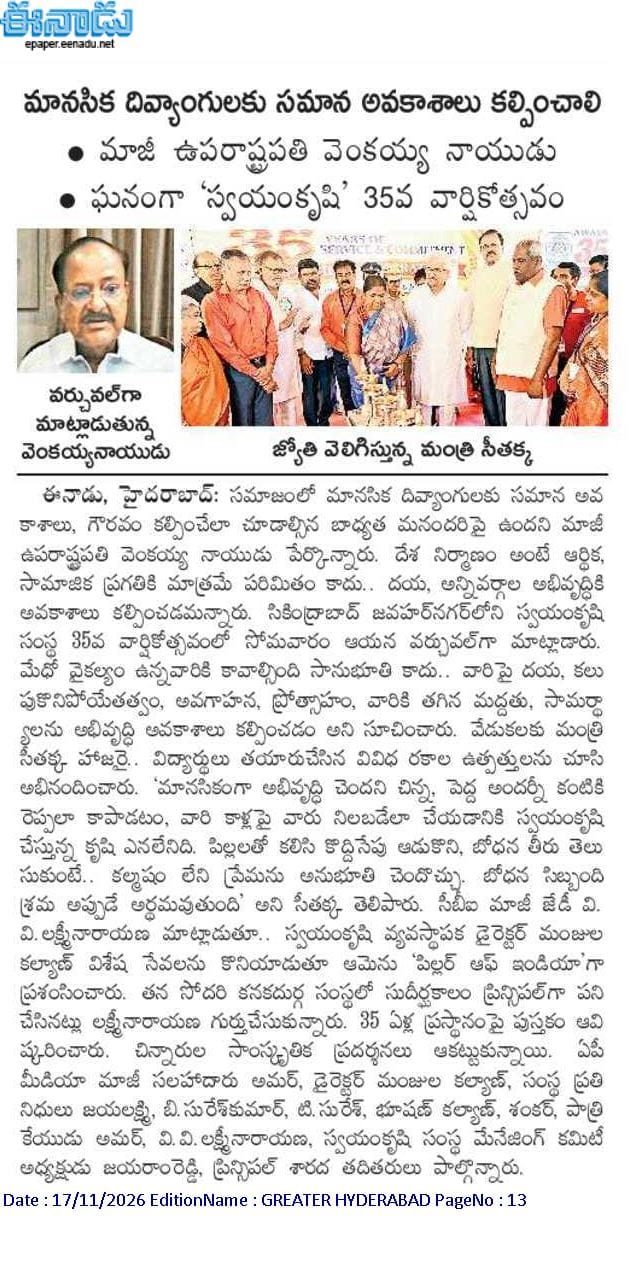 ఈనాడు
epaper.eenadu.net
మానసిక దివ్యాంగులకు సమాన అవకాశాలు కల్పించాలి
● మాజీ ఉపరాష్ట్రపతి వెంకయ్య నాయుడు
● ఘనంగా ‘స్వయంకృషి’ 35వ వార్షికోత్సవం
35 YEARS OF
SERVICE & COMMITMENT
35
వర్చువల్‌గా
మాట్లాడుతున్న
వెంకయ్యనాయుడు
జ్యోతి వెలిగిస్తున్న మంత్రి సీతక్క
ఈనాడు, హైదరాబాద్: సమాజంలో మానసిక దివ్యాంగులకు సమాన అవ
కాశాలు, గౌరవం కల్పించేలా చూడాల్సిన బాధ్యత మనందరిపై ఉందని మాజీ
ఉపరాష్ట్రపతి వెంకయ్య నాయుడు పేర్కొన్నారు. దేశ నిర్మాణం అంటే ఆర్థిక,
సామాజిక ప్రగతికి మాత్రమే పరిమితం కాదు.. దయ, అన్నివర్గాల అభివృద్ధికి
అవకాశాలు కల్పించడమన్నారు. సికింద్రాబాద్ జవహర్‌నగర్‌లోని స్వయంకృషి
సంస్థ 35వ వార్షికోత్సవంలో సోమవారం ఆయన వర్చువల్‌గా మాట్లాడారు.
మేధో వైకల్యం ఉన్నవారికి కావాల్సింది సానుభూతి కాదు.. వారిపై దయ, కలు
పుకొనిపోయేతత్వం, అవగాహన, ప్రోత్సాహం, వారికి తగిన మద్దతు, సామర్థ్
యాలను అభివృద్ధి అవకాశాలు కల్పించడం అని సూచించారు. వేడుకలకు మంత్రి
సీతక్క హాజరై.. విద్యార్థులు తయారుచేసిన వివిధ రకాల ఉత్పత్తులను చూసి
అభినందించారు. ‘మానసికంగా అభివృద్ధి చెందని చిన్న, పెద్ద అందర్నీ కంటికి
రెప్పలా కాపాడటం, వారి కాళ్లపై వారు నిలబడేలా చేయడానికి స్వయంకృషి
చేస్తున్న కృషి ఎనలేనిది. పిల్లలతో కలిసి కొద్దిసేపు ఆడుకొని, బోధన తీరు తెలు
సుకుంటే.. కల్మషం లేని ప్రేమను అనుభూతి చెందొచ్చు. బోధన సిబ్బంది
శ్రమ అప్పుడే అర్థమవుతుంది’ అని సీతక్క తెలిపారు. సీబీఐ మాజీ జేడీ వి.
వి.లక్ష్మీనారాయణ మాట్లాడుతూ.. స్వయంకృషి వ్యవస్థాపక డైరెక్టర్ మంజుల
కల్యాణ్ విశేష సేవలను కొనియాడుతూ ఆమెను ‘పిల్లర్ ఆఫ్ ఇండియా’గా
ప్రశంసించారు. తన సోదరి కనకదుర్గ సంస్థలో సుదీర్ఘకాలం ప్రిన్సిపల్‌గా పని
చేసినట్లు లక్ష్మీనారాయణ గుర్తుచేసుకున్నారు. 35 ఏళ్ల ప్రస్థానంపై పుస్తకం ఆవి
ష్కరించారు. చిన్నారుల సాంస్కృతిక ప్రదర్శనలు ఆకట్టుకున్నాయి. ఏపీ
మీడియా మాజీ సలహాదారు అమర్, డైరెక్టర్ మంజుల కల్యాణ్, సంస్థ ప్రతి
నిధులు జయలక్ష్మి, బి.సురేశ్‌కుమార్, టి.సురేశ్, భూషణ్ కల్యాణ్, శంకర్, పాత్రి
కేయుడు అమర్, వి.వి.లక్ష్మీనారాయణ, స్వయంకృషి సంస్థ మేనేజింగ్ కమిటీ
అధ్యక్షుడు జయరాంరెడ్డి, ప్రిన్సిపల్ శారద తదితరులు పాల్గొన్నారు.
Date : 17/11/2026 EditionName : GREATER HYDERABAD PageNo : 13